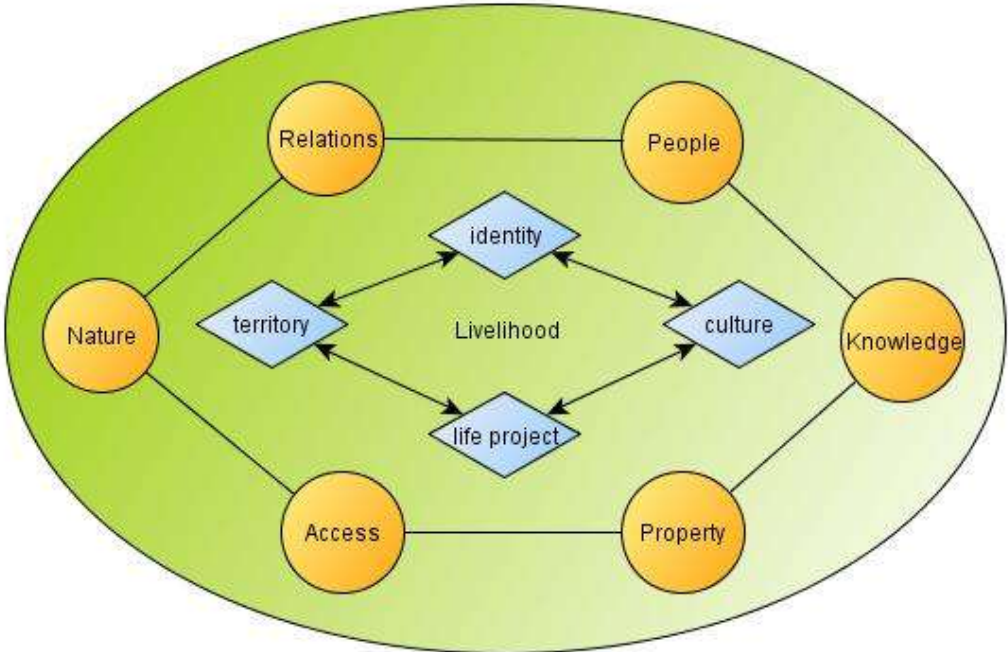 Relations
People
identity
territory
Livelihood
culture
Nature
Knowledge
life project
Access
Property